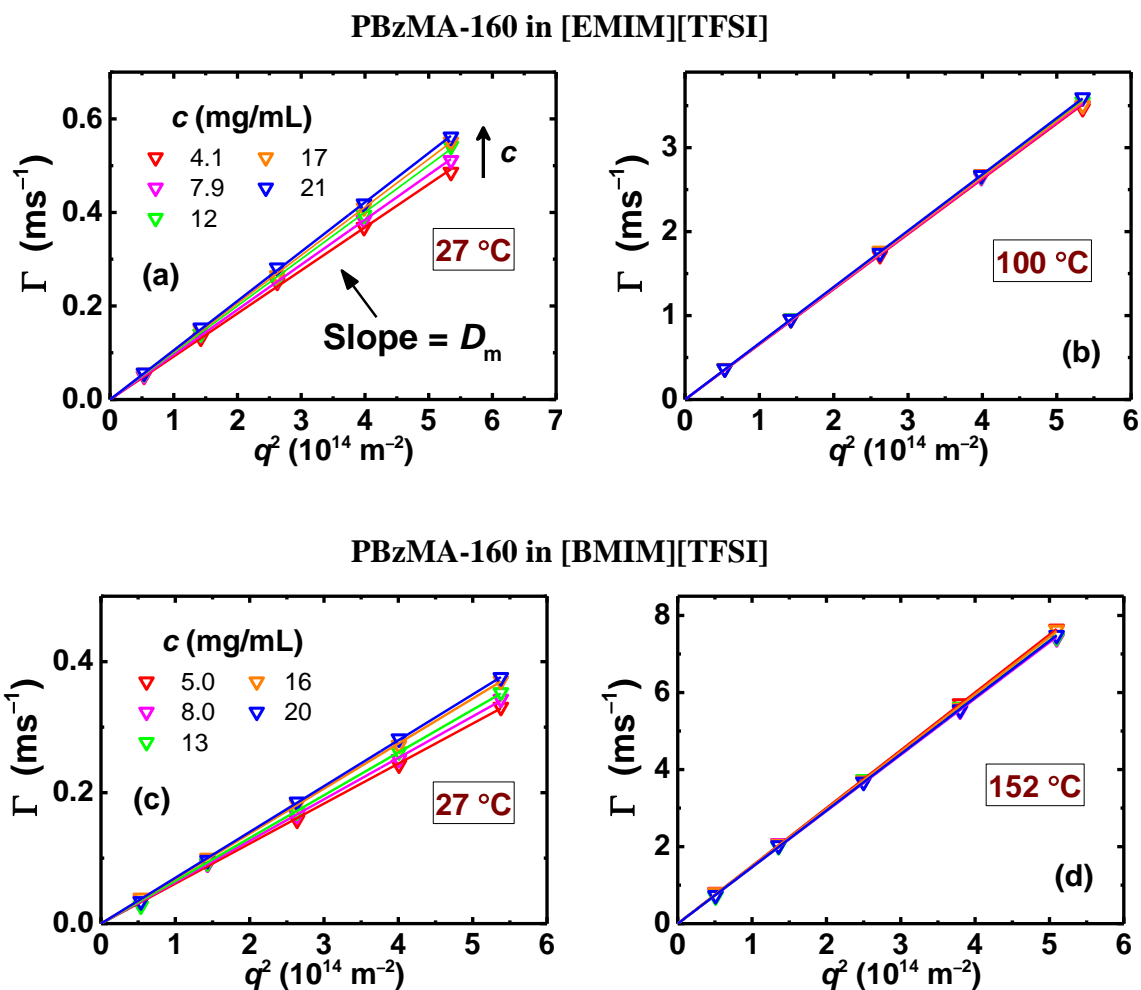 PBzMA-160 in [EMIM][TFSI]
0.6
0.4
0.2
0.0
Γ (ms⁻¹)
c (mg/mL)
4.1 17
7.9 21
12
c
27 °C
(a)
Slope = Dₘ
0 1 2 3 4 5 6 7
q² (10¹⁴ m⁻²)
3
2
1
0
Γ (ms⁻¹)
100 °C
(b)
0 1 2 3 4 5 6
q² (10¹⁴ m⁻²)
PBzMA-160 in [BMIM][TFSI]
0.4
0.2
0.0
Γ (ms⁻¹)
c (mg/mL)
5.0 16
8.0 20
13
(c)
27 °C
0 1 2 3 4 5 6
q² (10¹⁴ m⁻²)
8
6
4
2
0
Γ (ms⁻¹)
152 °C
(d)
0 1 2 3 4 5 6
q² (10¹⁴ m⁻²)